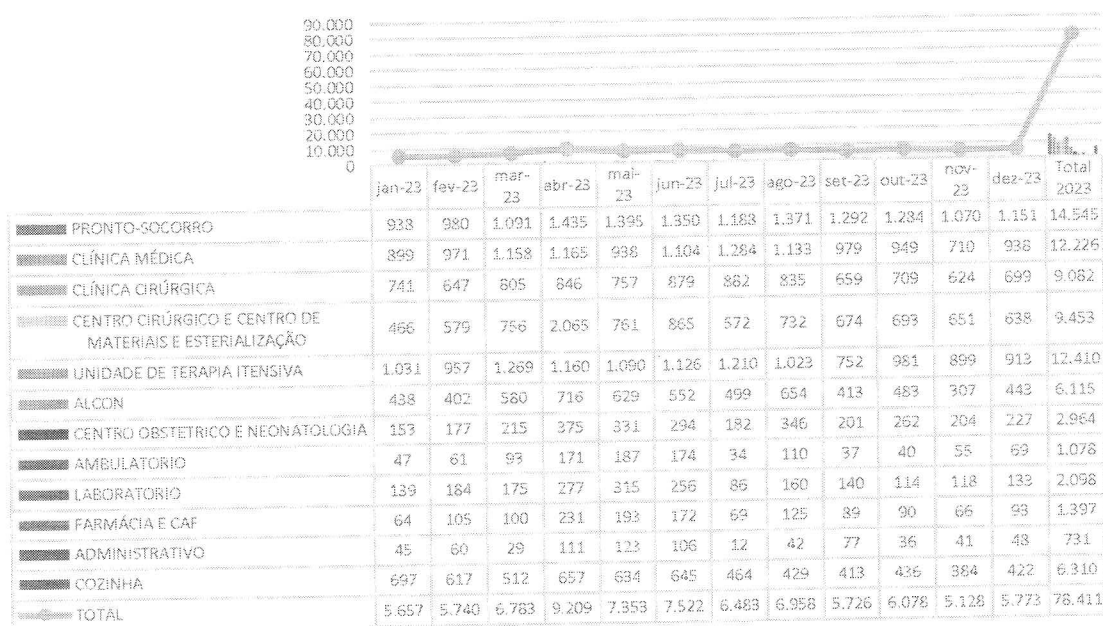 90.000
80.000
70.000
60.000
50.000
40.000
30.000
20.000
10.000
0
jan-23 fev-23 mar-23 abr-23 mai-23 jun-23 jul-23 ago-23 set-23 out-23 nov-23 dez-23 Total 2023
PRONTO-SOCORRO 938 980 1.091 1.435 1.395 1.350 1.183 1.371 1.292 1.284 1.070 1.151 14.545
CLÍNICA MÉDICA 899 971 1.158 1.165 938 1.104 1.284 1.133 979 949 710 938 12.226
CLÍNICA CIRÚRGICA 741 647 805 846 757 879 882 835 659 709 624 699 9.082
CENTRO CIRÚRGICO E CENTRO DE
MATERIAIS E ESTERIALIZAÇÃO 466 579 756 2.065 761 865 572 732 674 693 651 638 9.453
UNIDADE DE TERAPIA ITENSIVA 1.031 957 1.269 1.160 1.090 1.126 1.210 1.023 752 981 899 913 12.410
ALCON 438 402 580 716 629 552 499 654 413 483 307 443 6.115
CENTRO OBSTETRICO E NEONATOLOGIA 153 177 215 375 331 294 182 346 201 262 204 227 2.964
AMBULATORIO 47 61 93 171 187 174 34 110 37 40 55 69 1.078
LABORATORIO 139 184 175 277 315 256 86 160 140 114 118 133 2.098
FARMÁCIA E CAF 64 105 100 231 193 172 69 125 89 90 66 93 1.397
ADMINISTRATIVO 45 60 29 111 123 106 12 42 77 36 41 48 731
COZINHA 697 617 512 657 634 645 464 429 413 436 384 422 6.310
TOTAL 5.657 5.740 6.783 9.209 7.353 7.522 6.483 6.958 5.726 6.078 5.128 5.773 78.411